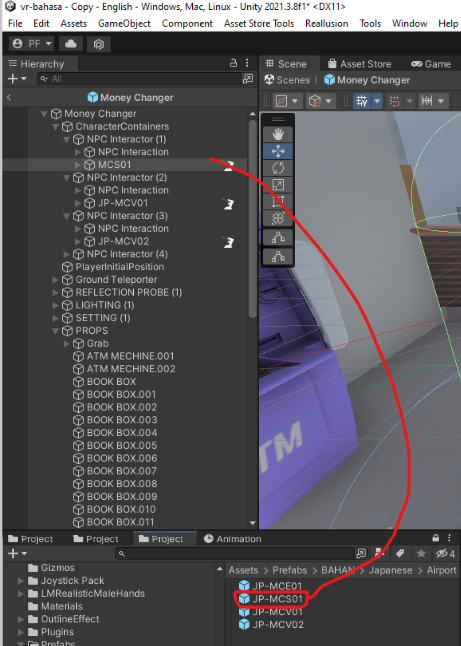 vr-bahasa - Copy - English - Windows, Mac, Linux - Unity 2021.3.8f1* <DX11>
File Edit Assets GameObject Component Asset Store Tools ReallusionTools Window Help
PF
Hierarchy
All
Money Changer
Money Changer
CharacterContainers
NPC Interactor (1)
NPC Interaction
MCS01
NPC Interactor (2)
NPC Interaction
JP-MCV01
NPC Interactor (3)
NPC Interaction
JP-MCV02
NPC Interactor (4)
PlayerInitialPosition
Ground Teleporter
REFLECTION PROBE (1)
LIGHTING (1)
SETTING (1)
PROPS
Grab
ATM MECHINE.001
ATM MECHINE.002
BOOK BOX
BOOK BOX.001
BOOK BOX.002
BOOK BOX.003
BOOK BOX.004
BOOK BOX.005
BOOK BOX.006
BOOK BOX.007
BOOK BOX.008
BOOK BOX.009
BOOK BOX.010
BOOK BOX.011
Scene Asset Store Game
Scenes Money Changer
TM
Project Project Project Animation
4
Gizmos
Joystick Pack
LMRealisticMaleHands
Materials
OutlineEffect
Plugins
Prefabs
Assets Prefabs BAHAN Japanese Airport
JP-MCE01
JP-MCS01
JP-MCV01
JP-MCV02